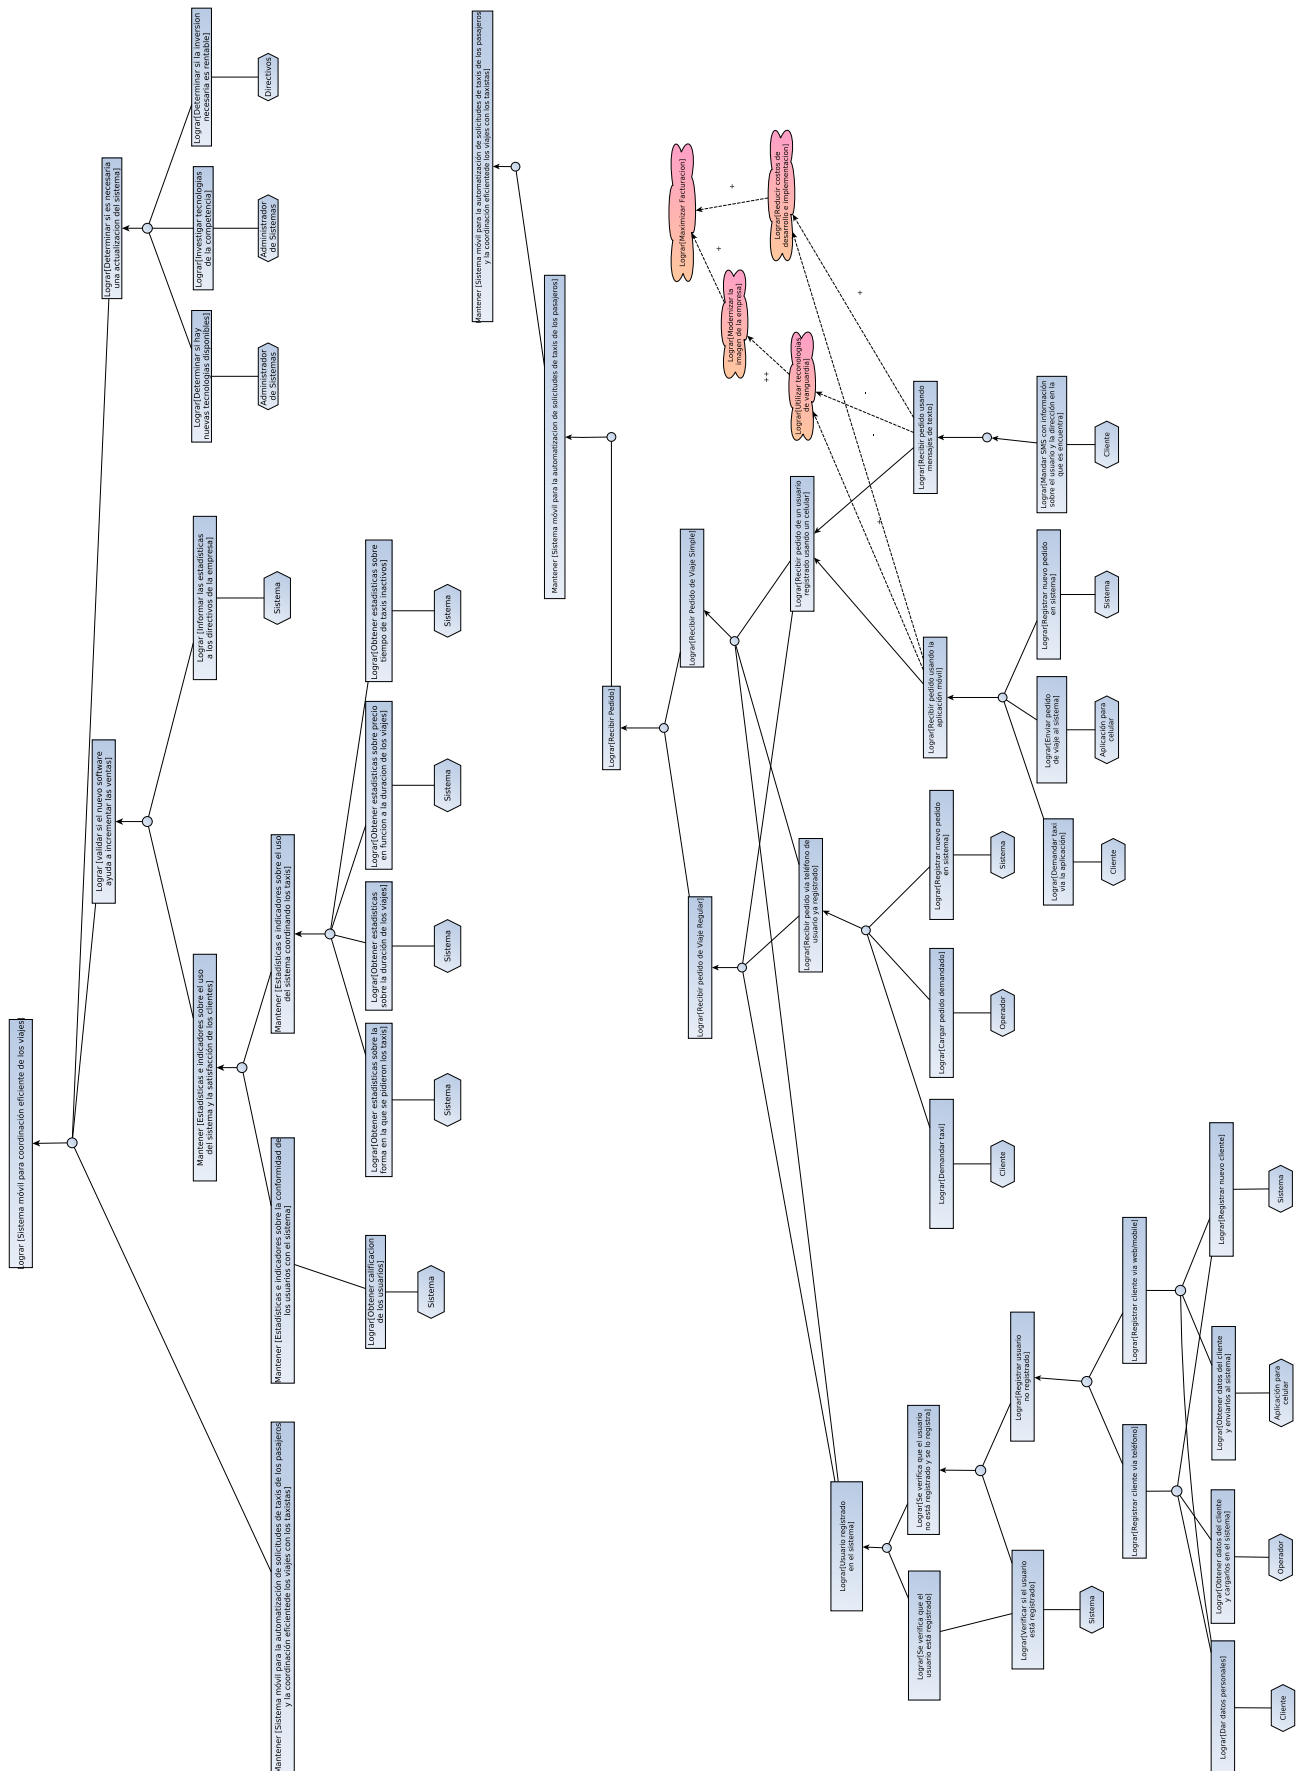 Lograr [Sistema móvil para coordinación eficiente de los viajes]
Mantener [Sistema móvil para la automatización de solicitudes de taxis de los pasajeros
y la coordinación eficientede los viajes con los taxistas]
Lograr [validar si el nuevo software
ayuda a incrementar las ventas]
Lograr[Determinar si es necesaria
una actualizacion del sistema]
Mantener [Estadísticas e indicadores sobre el uso
del sistema y la satisfacción de los clientes]
Lograr [Informar las estadísticas
a los directivos de la empresa]
Sistema
Lograr[Determinar si hay
nuevas tecnologias disponibles]
Lograr[Investigar tecnologias
de la competencia]
Lograr[Determinar si la inversion
necesaria es rentable]
Administrador
de Sistemas
Administrador
de Sistemas
Directivos
Mantener [Estadísticas e indicadores sobre la conformidad de
los usuarios con el sistema]
Mantener [Estadísticas e indicadores sobre el uso
del sistema coordinando los taxis]
Lograr[Obtener calificacion
de los usuarios]
Sistema
Lograr[Obtener estadísticas sobre la
forma en la que se pidieron los taxis]
Lograr[Obtener estadísticas
sobre la duración de los viajes]
Lograr[Obtener estadísticas sobre precio
en funcion a la duracion de los viajes]
Lograr[Obtener estadísticas sobre
tiempo de taxis inactivos]
Sistema
Sistema
Sistema
Sistema
Mantener [Sistema móvil para la automatización de solicitudes de taxis de los pasajeros
y la coordinación eficientede los viajes con los taxistas]
Mantener [Sistema móvil para la automatizacion de solicitudes de taxis de los pasajeros]
Lograr[Recibir Pedido]
Lograr[Recibir pedido de Viaje Regular]
Lograr[Recibir Pedido de Viaje Simple]
Lograr[Maximizar Facturacion]
Lograr[Modernizar la
imagen de la empresa]
Lograr[Reducir costos de
desarrollo e implementacion]
Lograr[Utilizar teconologias
de vanguardia]
+
+
++
+
-
-
+
Lograr[Recibir pedido via teléfono de
usuario ya registrado]
Lograr[Recibir pedido de un usuario
registrado usando un celular]
Lograr[Recibir pedido usando la
aplicación móvil]
Lograr[Recibir pedido usando
mensajes de texto]
Lograr[Demandar taxi]
Lograr[Cargar pedido demandado]
Lograr[Registrar nuevo pedido
en sistema]
Cliente
Operador
Sistema
Lograr[Demandar taxi
via la aplicación]
Lograr[Enviar pedido
de viaje al sistema]
Lograr[Registrar nuevo pedido
en sistema]
Lograr[Mandar SMS con información
sobre el usuario y la dirección en la
que es encuentra]
Cliente
Aplicación para
celular
Sistema
Cliente
Lograr[Usuario registrado
en el sistema]
Lograr[Se verifica que el
usuario está registrado]
Lograr[Se verifica que el usuario
no está registrado y se lo registra]
Lograr[Verificar si el usuario
está registrado]
Lograr[Registrar usuario
no registrado]
Sistema
Lograr[Registrar cliente via teléfono]
Lograr[Registrar cliente via web/mobile]
Lograr[Dar datos personales]
Lograr[Obtener datos del cliente
y cargarlos en el sistema]
Lograr[Obtener datos del cliente
y enviarlos al sistema]
Lograr[Registrar nuevo cliente]
Cliente
Operador
Aplicación para
celular
Sistema